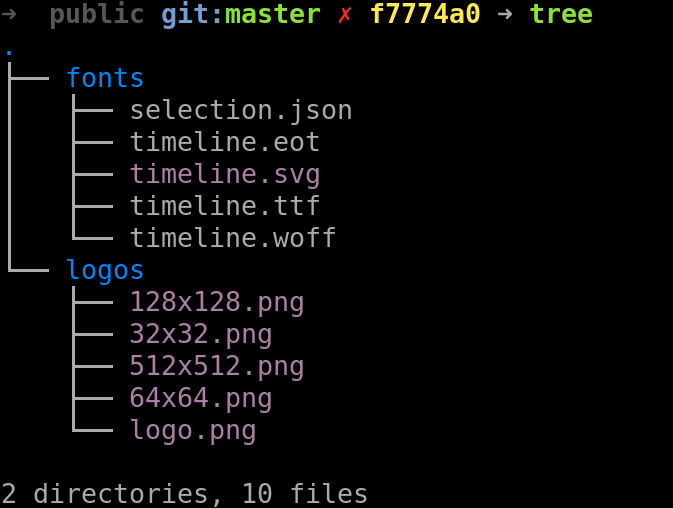 →  public git:master ✗ f7774a0 → tree
.
├── fonts
│   ├── selection.json
│   ├── timeline.eot
│   ├── timeline.svg
│   ├── timeline.ttf
│   └── timeline.woff
└── logos
    ├── 128x128.png
    ├── 32x32.png
    ├── 512x512.png
    ├── 64x64.png
    └── logo.png

2 directories, 10 files